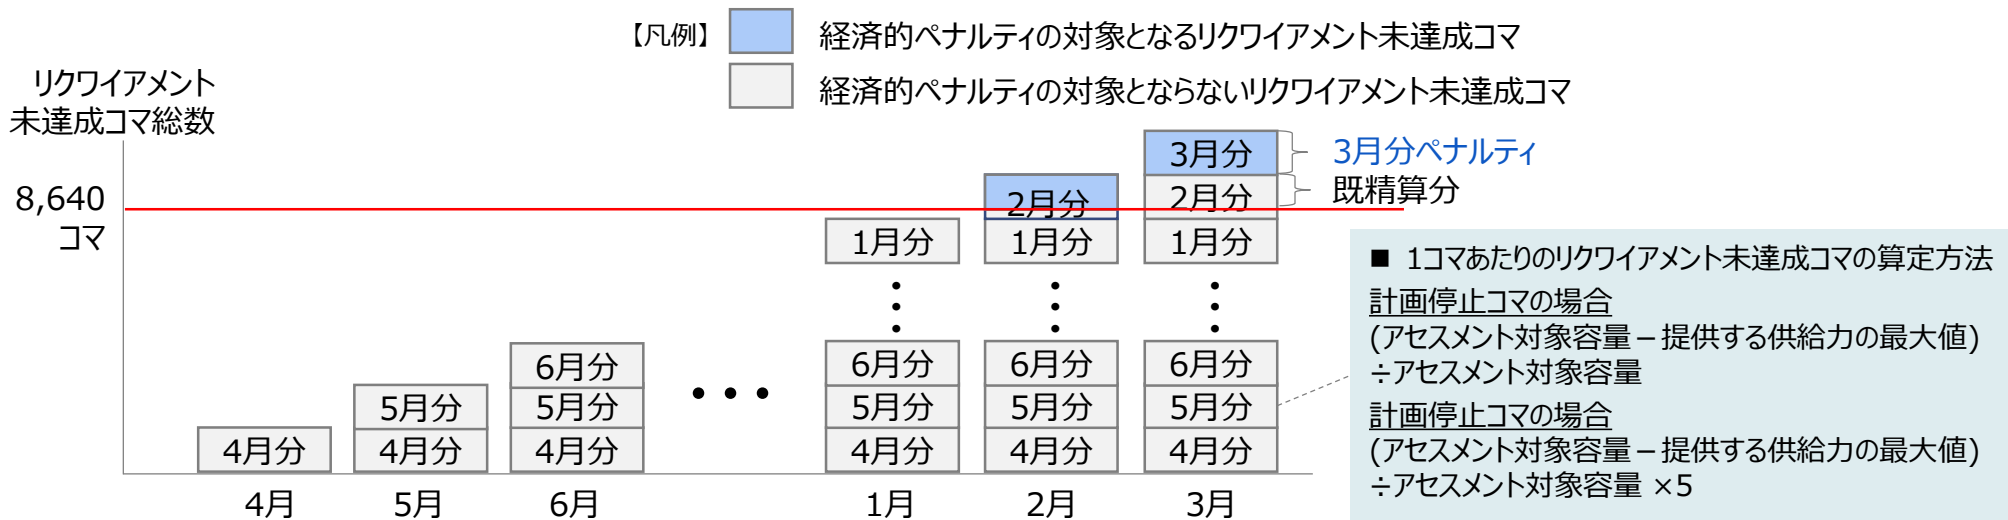 【凡例】
経済的ペナルティの対象となるリクワイアメント未達成コマ
経済的ペナルティの対象とならないリクワイアメント未達成コマ
リクワイアメント
未達成コマ総数
8,640
コマ
4月分
5月分
4月分
6月分
5月分
4月分
・・・
1月分
6月分
5月分
4月分
2月分
1月分
6月分
5月分
4月分
3月分
2月分
1月分
6月分
5月分
4月分
3月分ペナルティ
既精算分
4月
5月
6月
1月
2月
3月
■ 1コマあたりのリクワイアメント未達成コマの算定方法
計画停止コマの場合
(アセスメント対象容量－提供する供給力の最大値)
÷アセスメント対象容量
計画停止コマの場合
(アセスメント対象容量－提供する供給力の最大値)
÷アセスメント対象容量 ×5